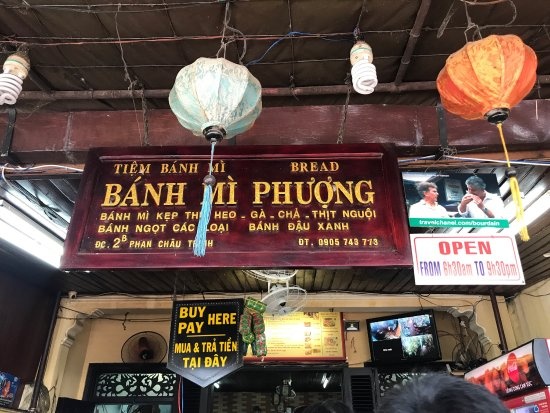 TIỆM BÁNH MÌ BREAD
BÁNH MÌ PHƯỢNG
BÁNH MÌ KẸP THỊT HEO - GÀ - CHẢ - THỊT NGUỘI
BÁNH NGỌT CÁC LOẠI BÁNH ĐẬU XANH
ĐC. 2B PHAN CHÂU TRINH ĐT. 0905 743 773
travelchannel.com/bourdain
OPEN
FROM 6h30am TO 9h30pm
BUY HERE
PAY
MUA & TRẢ TIỀN
TẠI ĐÂY